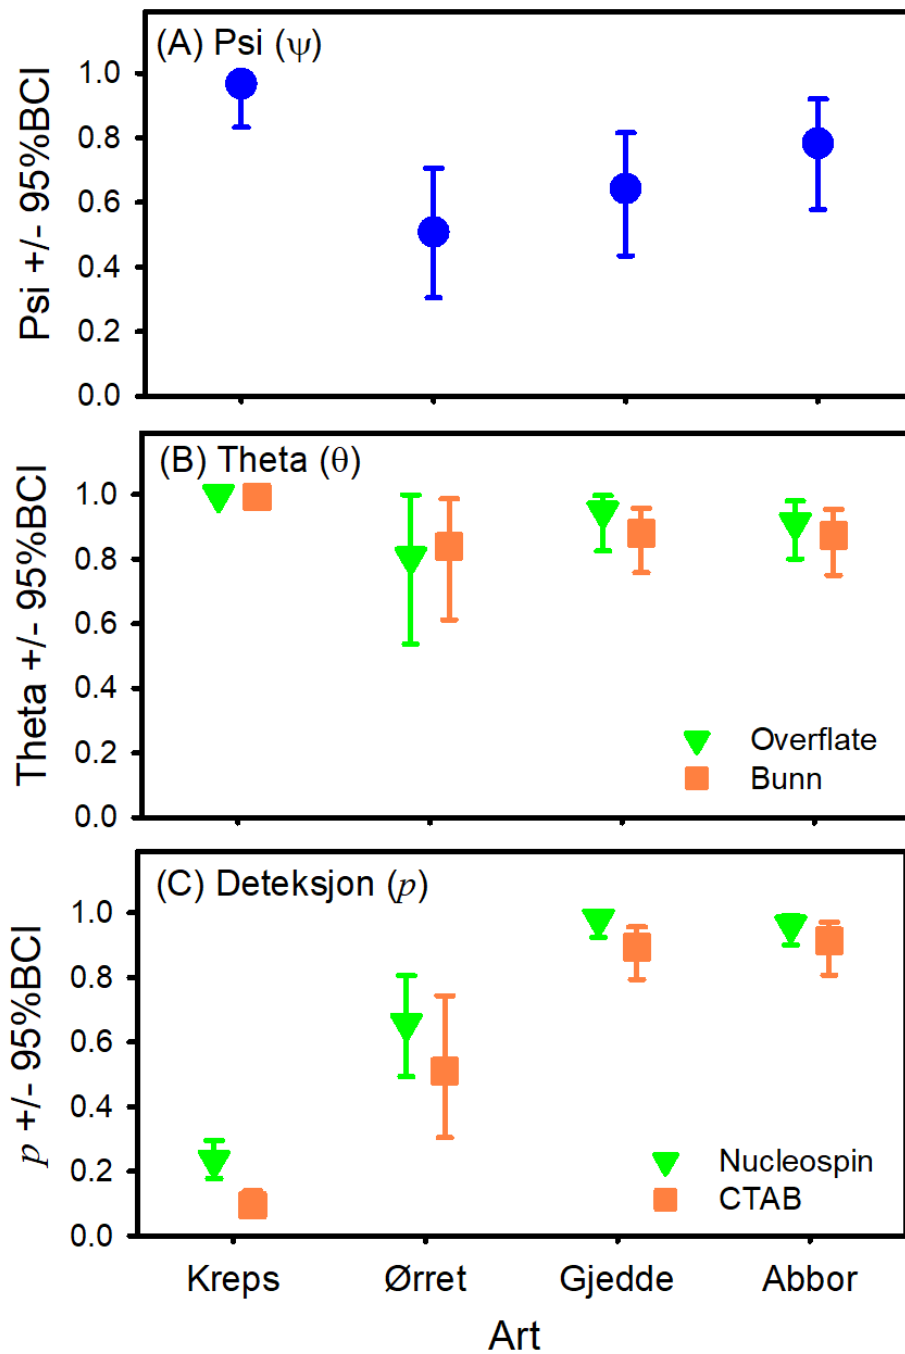 (A) Psi (ψ)
Psi +/- 95%BCI
1.0
0.8
0.6
0.4
0.2
0.0
(B) Theta (θ)
Theta +/- 95%BCI
1.0
0.8
0.6
0.4
0.2
0.0
Overflate
Bunn
(C) Deteksjon (p)
p +/- 95%BCI
1.0
0.8
0.6
0.4
0.2
0.0
Nucleospin
CTAB
Kreps Ørret Gjedde Abbor
Art